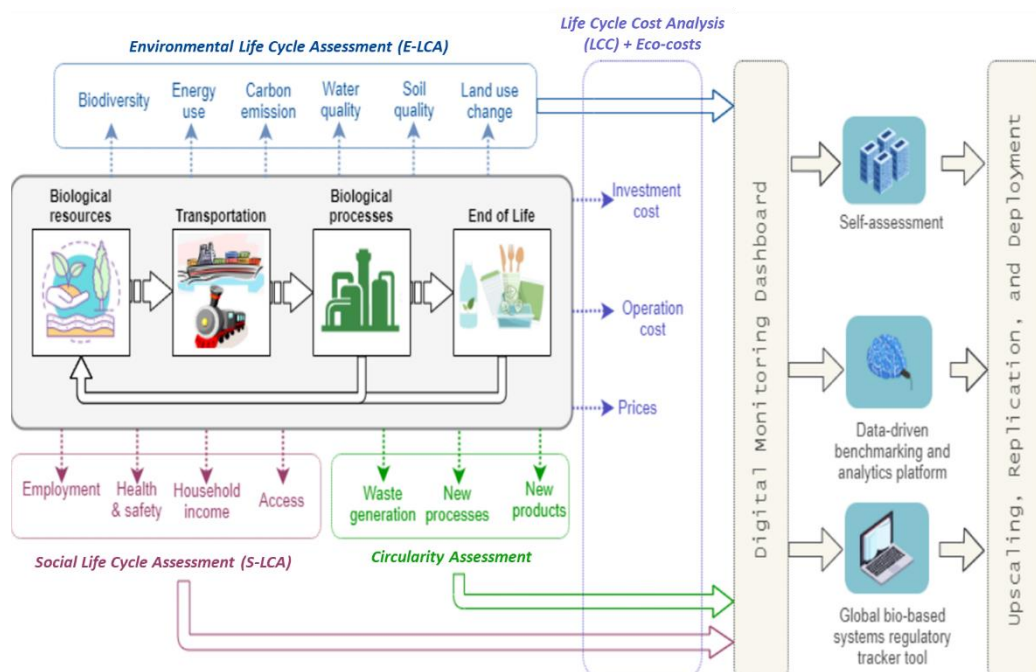 Life Cycle Cost Analysis
(LCC) + Eco-costs
Environmental Life Cycle Assessment (E-LCA)
Biodiversity
Energy
use
Carbon
emission
Water
quality
Soil
quality
Land use
change
Biological
resources
Transportation
Biological
processes
End of Life
Investment
cost
Operation
cost
Prices
Employment
Health
& safety
Household
income
Access
Waste
generation
New
processes
New
products
Social Life Cycle Assessment (S-LCA)
Circularity Assessment
Digital Monitoring Dashboard
Self-assessment
Data-driven
benchmarking and
analytics platform
Global bio-based
systems regulatory
tracker tool
Upscaling, Replication, and Deployment